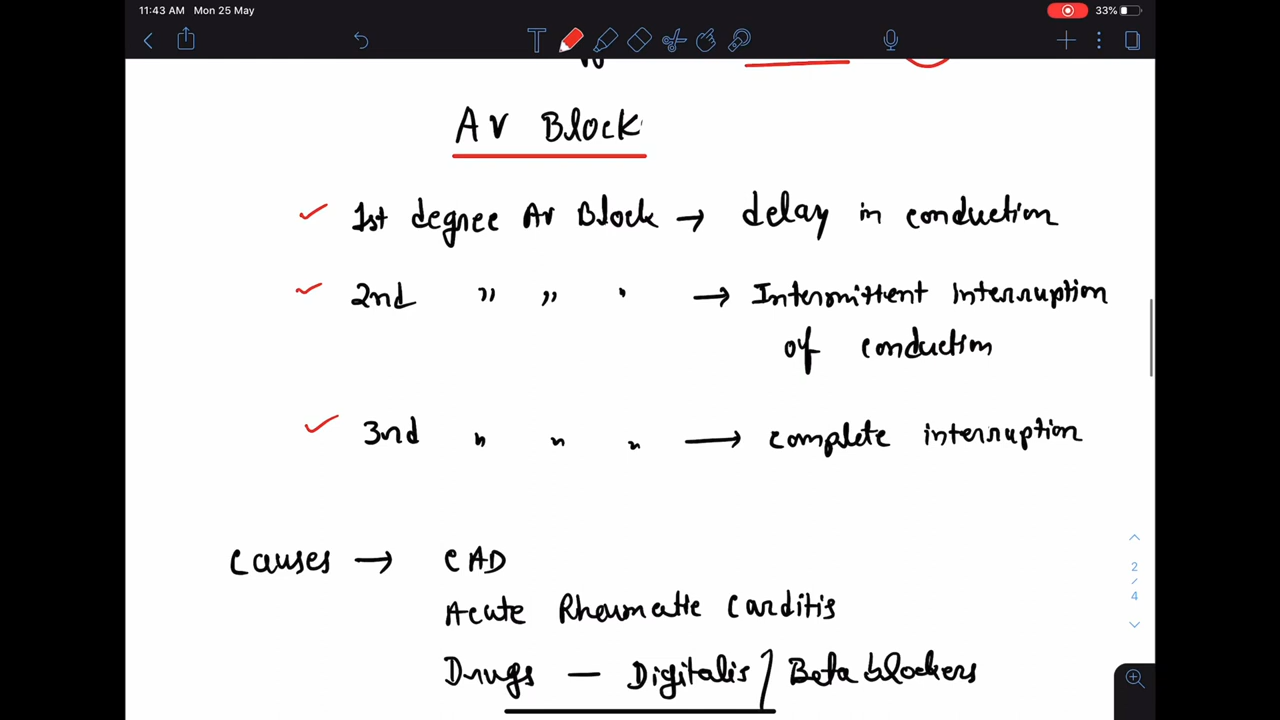 11:43 AM Mon 25 May
33%
T
AV Block
1st degree AV Block → delay in conduction
2nd " " " → Intermittent interruption
of conduction
3nd " " " → complete interruption
2
/
4
Causes → CAD
Acute Rheumatic Carditis
Drugs — Digitalis / Beta blockers